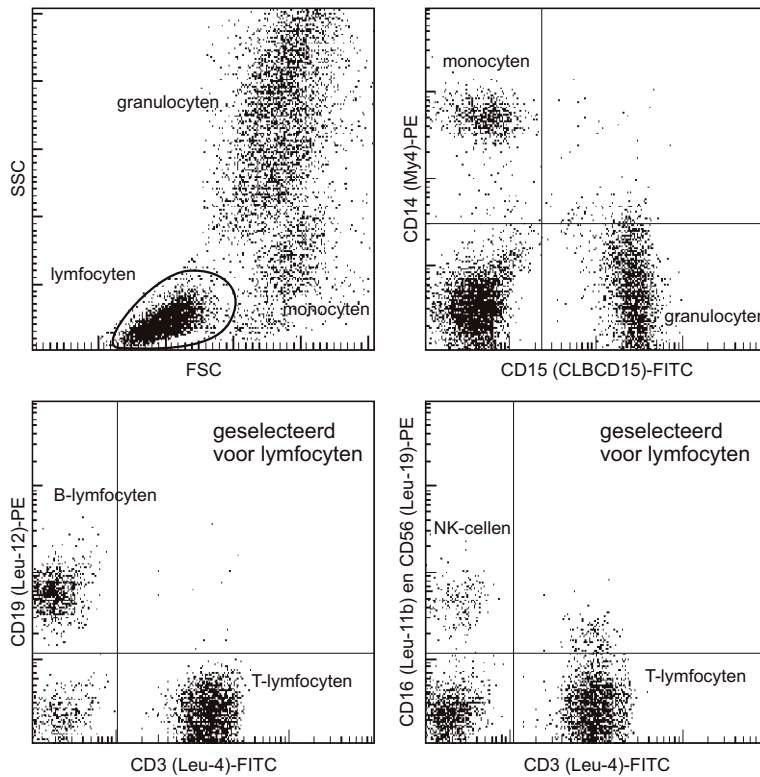 granulocyten
lymfocyten
monocyten
SSC
FSC
monocyten
granulocyten
CD14 (My4)-PE
CD15 (CLBCD15)-FITC
geselecteerd
voor lymfocyten
B-lymfocyten
T-lymfocyten
CD19 (Leu-12)-PE
CD3 (Leu-4)-FITC
geselecteerd
voor lymfocyten
NK-cellen
T-lymfocyten
CD16 (Leu-11b) en CD56 (Leu-19)-PE
CD3 (Leu-4)-FITC